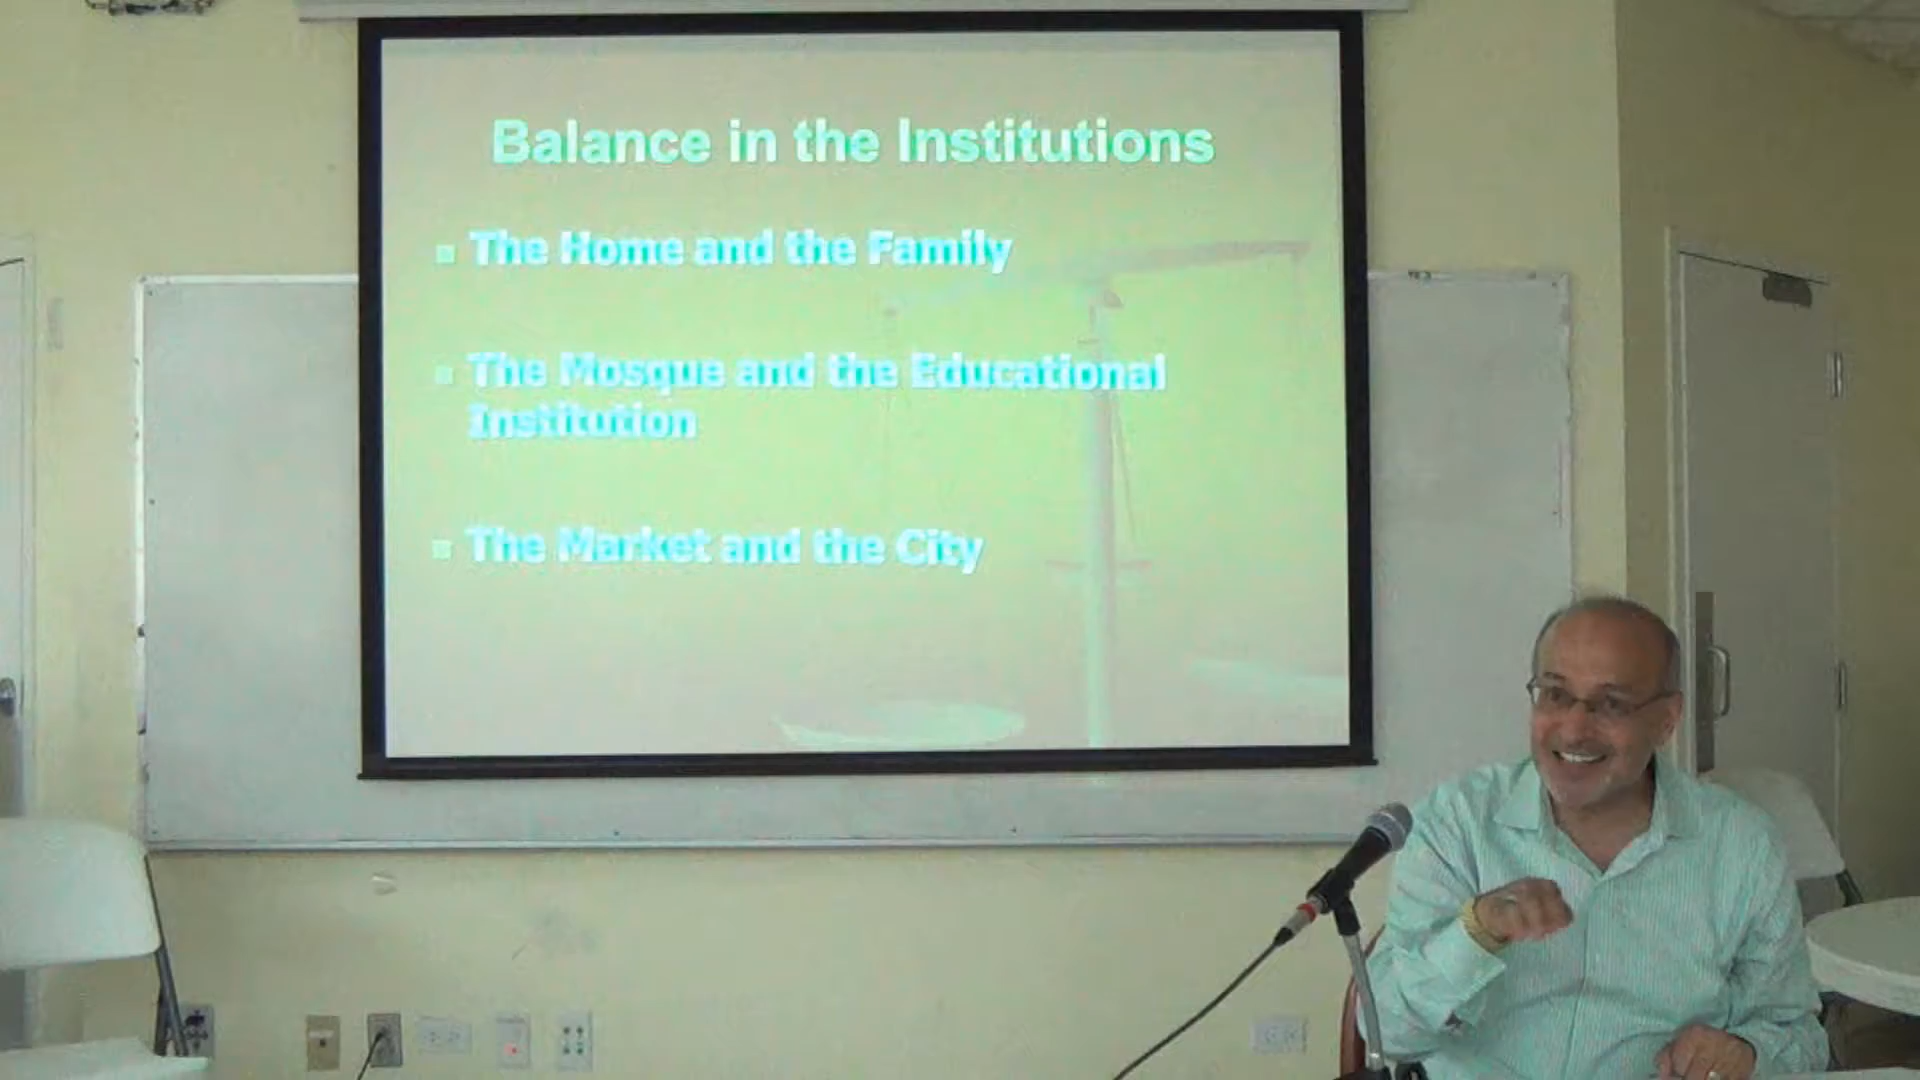 Balance in the Institutions
The Home and the Family
The Mosque and the Educational
Institution
The Market and the City